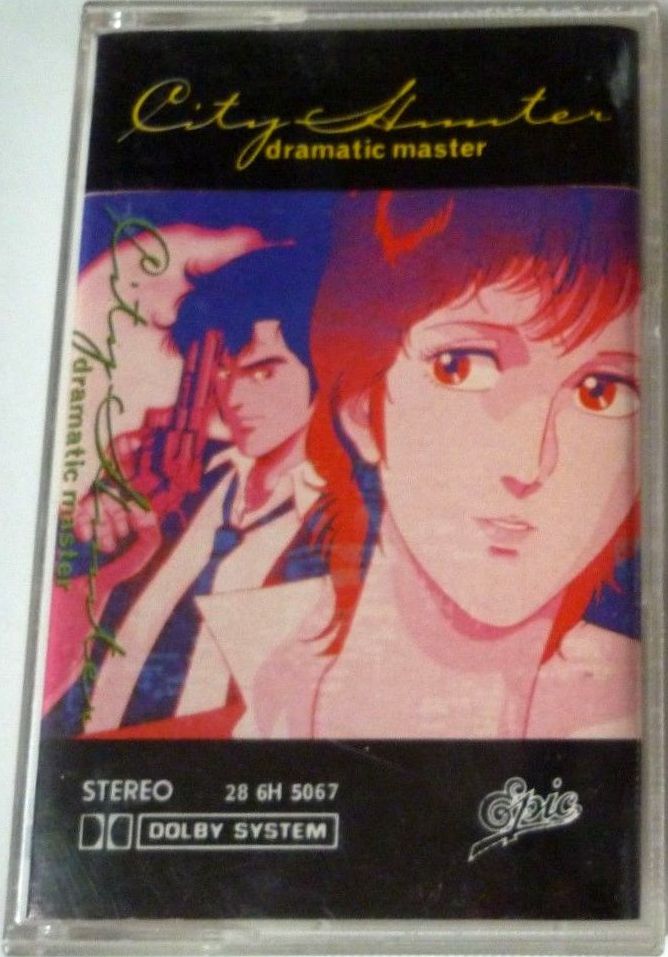 City Hunter
dramatic master
City Hunter
dramatic master
STEREO 28 6H 5067
DOLBY SYSTEM
Epic